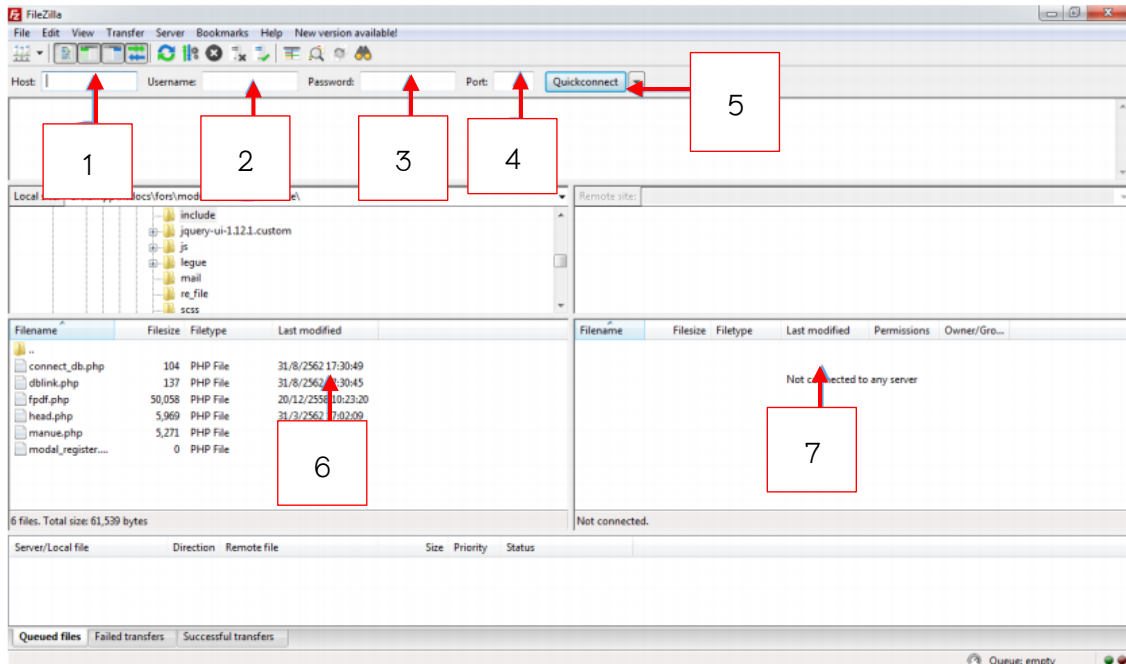 FileZilla
File Edit View Transfer Server Bookmarks Help New version available!
Host: Username: Password: Port: Quickconnect
1
2
3
4
5
Local Remote site:
include
jquery-ui-1.12.1.custom
js
legue
mail
re_file
scss
Filename Filesize Filetype Last modified
..
connect_db.php 104 PHP File 31/8/2562 17:30:49
dblink.php 137 PHP File 31/8/2562 :30:45
fpdf.php 50,058 PHP File 20/12/2558 10:23:20
head.php 5,969 PHP File 31/3/2562 17:02:09
manue.php 5,271 PHP File
modal_register.... 0 PHP File
6
6 files. Total size: 61,539 bytes
Filename Filesize Filetype Last modified Permissions Owner/Gro...
Not connected to any server
7
Not connected.
Server/Local file Direction Remote file Size Priority Status
Queued files Failed transfers Successful transfers
Queue: empty